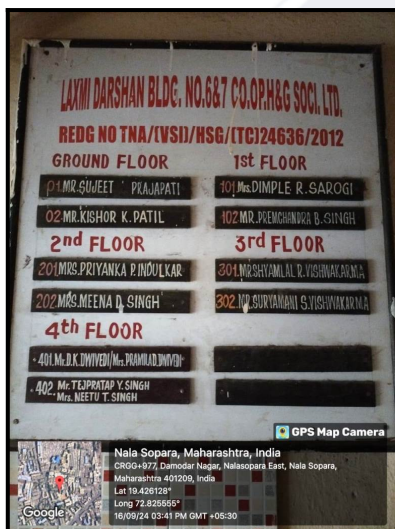 LAXMI DARSHAN BLDG. NO.6&7 CO.OP.H&G SOCI. LTD.
REDG NO TNA/(VSI)/HSG/(TC)24636/2012
GROUND FLOOR
01.MR.SUJEET PRAJAPATI
02.MR.KISHOR K.PATIL
1st FLOOR
101.Mrs.DIMPLE R.SAROGI
102.MR.PREMCHANDRA B.SINGH
2nd FLOOR
201MRS.PRIYANKA P.INDULKAR
202MRS.MEENA D.SINGH
3rd FLOOR
301.MR.SHYAMLAL R.VISHWAKARMA
302.MR.SURYAMANI S.VISHWAKARMA
4th FLOOR
401.Mr.D.K.DWIVEDI/Mrs.PRAMILAD.DWIVEDI
402. Mr.TEJPRATAP Y.SINGH
Mrs.NEETU T.SINGH
GPS Map Camera
Nala Sopara, Maharashtra, India
CRGG+977, Damodar Nagar, Nalasopara East, Nala Sopara,
Maharashtra 401209, India
Lat 19.426128°
Long 72.825555°
16/09/24 03:41 PM GMT +05:30
Google